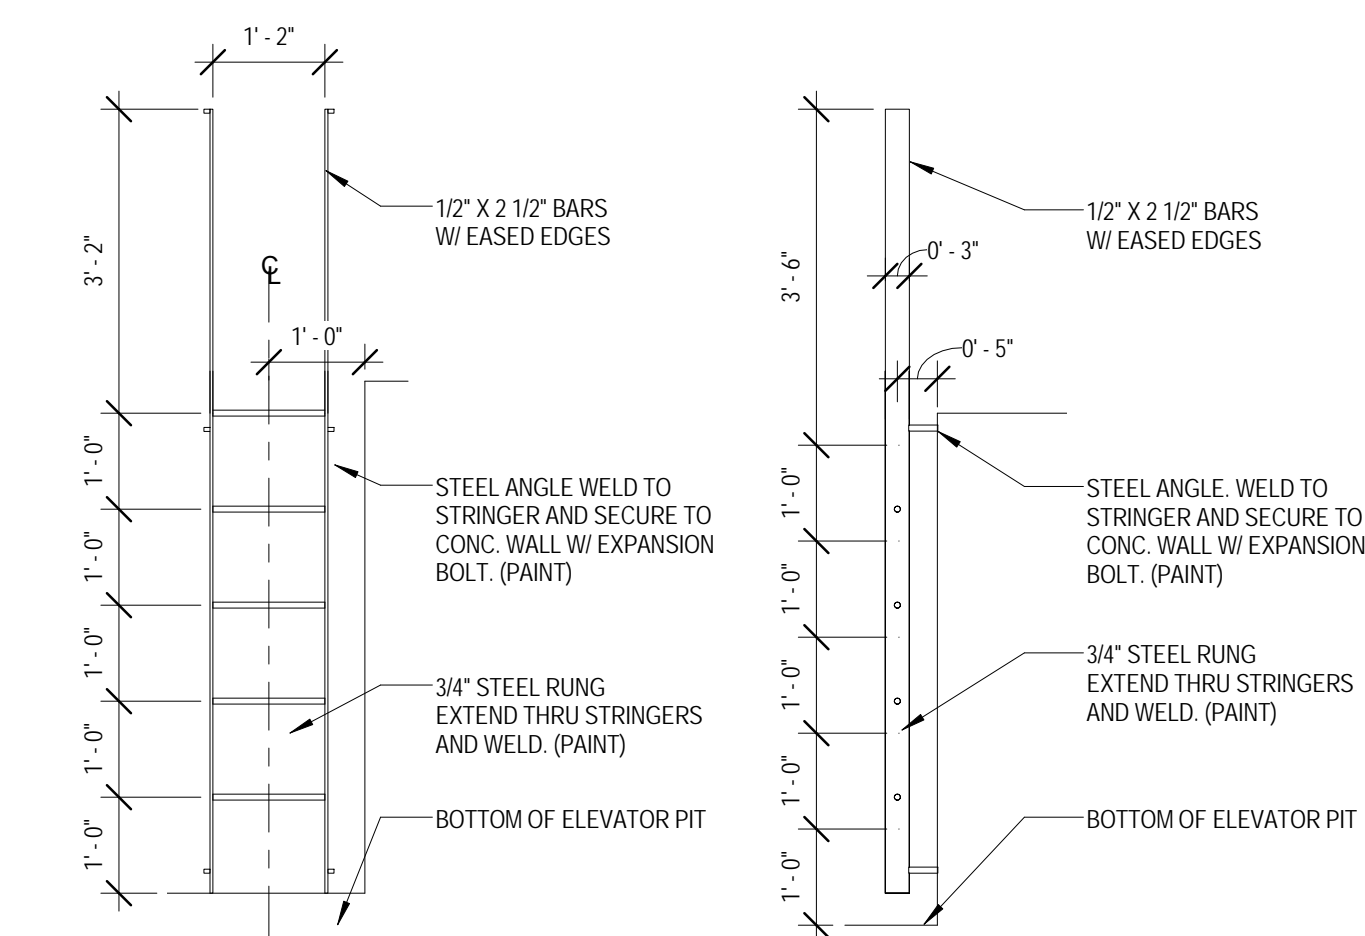 1' - 2"
3' - 2"
1/2" X 2 1/2" BARS
W/ EASED EDGES
℄
1' - 0"
1' - 0"
1' - 0"
1' - 0"
1' - 0"
1' - 0"
STEEL ANGLE WELD TO
STRINGER AND SECURE TO
CONC. WALL W/ EXPANSION
BOLT. (PAINT)
3/4" STEEL RUNG
EXTEND THRU STRINGERS
AND WELD. (PAINT)
BOTTOM OF ELEVATOR PIT
3' - 6"
1/2" X 2 1/2" BARS
W/ EASED EDGES
0' - 3"
0' - 5"
1' - 0"
1' - 0"
1' - 0"
1' - 0"
1' - 0"
STEEL ANGLE. WELD TO
STRINGER AND SECURE TO
CONC. WALL W/ EXPANSION
BOLT. (PAINT)
3/4" STEEL RUNG
EXTEND THRU STRINGERS
AND WELD. (PAINT)
BOTTOM OF ELEVATOR PIT